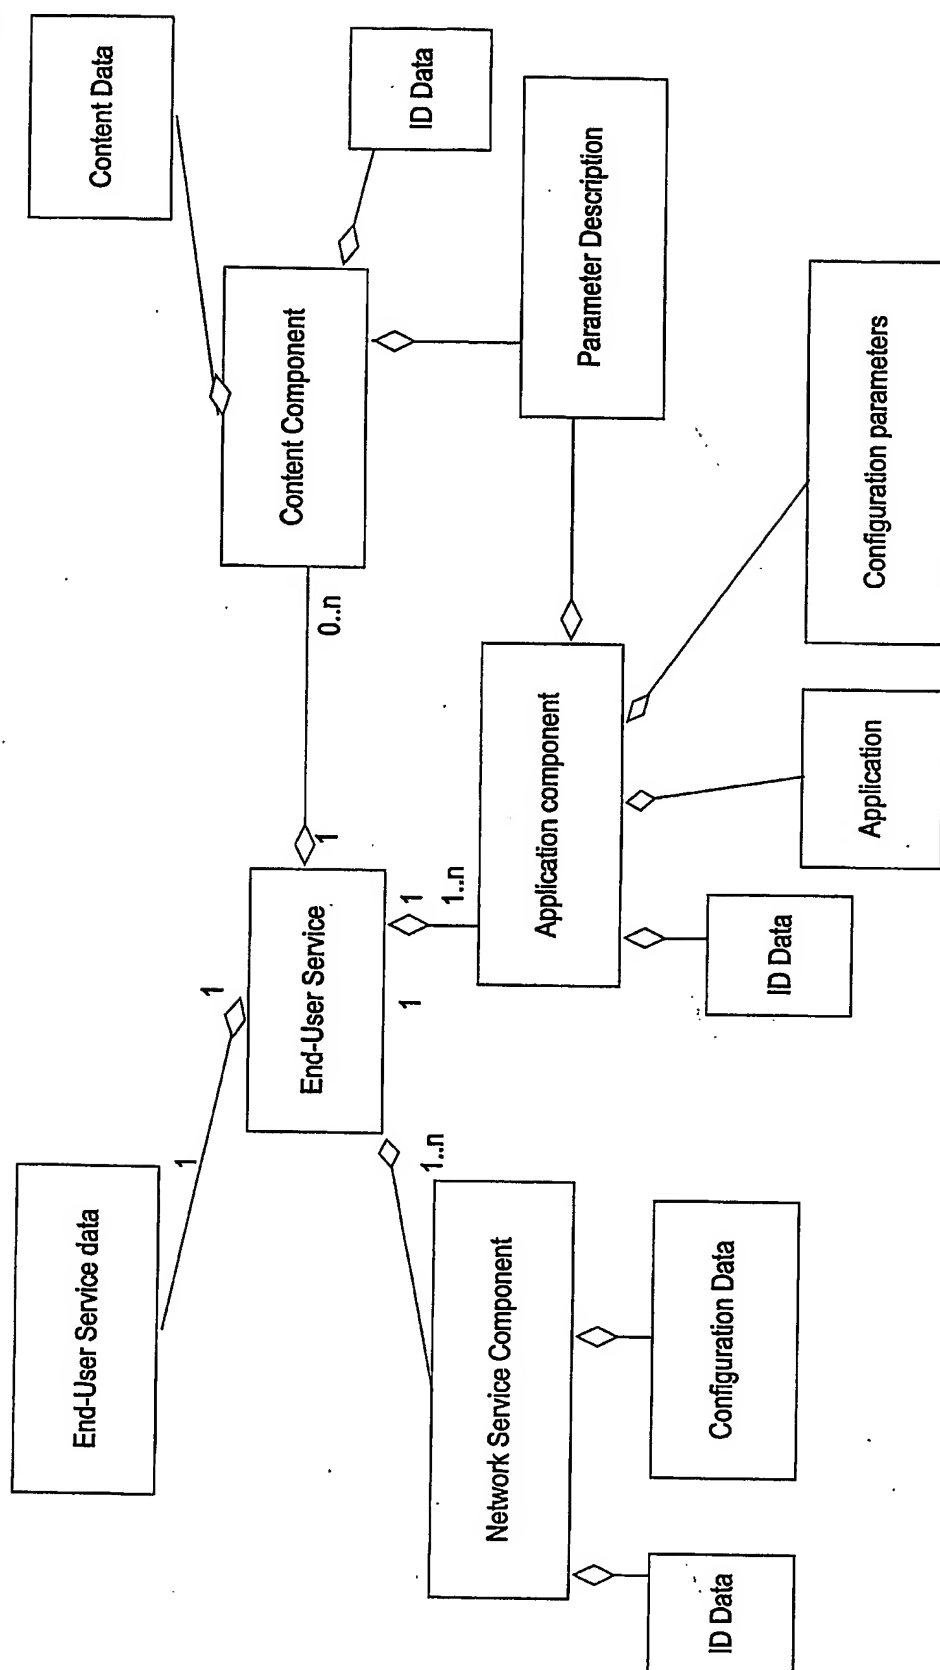 End-User Service data
1
1
Content Data
ID Data
End-User Service
1
0..n
Content Component
1
1..n
1
1..n
Network Service Component
Application component
Parameter Description
ID Data
Configuration Data
ID Data
Application
Configuration parameters